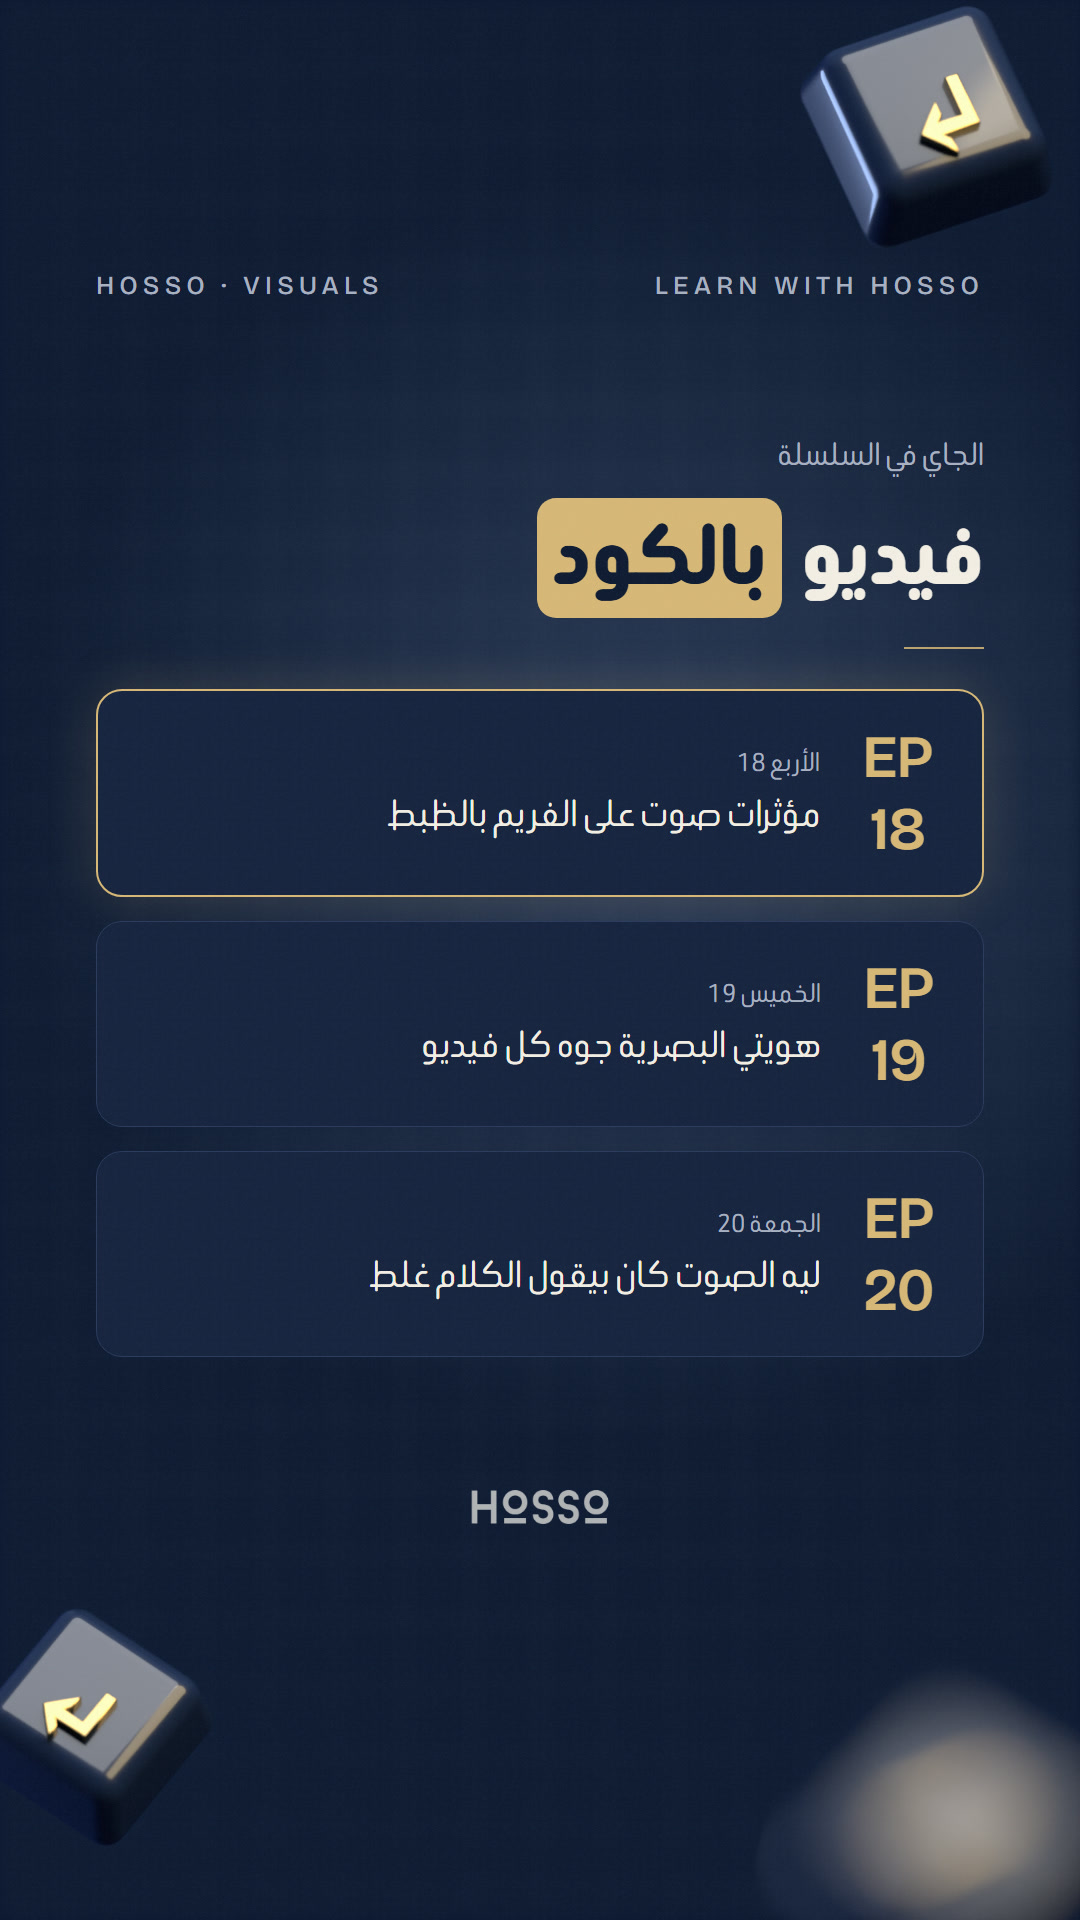 HOSSO · VISUALS
LEARN WITH HOSSO
الجاي في السلسلة
فيديو بالكود
EP 18
الأربع 18
مؤثرات صوت على الفريم بالظبط
EP 19
الخميس 19
هويتي البصرية جوه كل فيديو
EP 20
الجمعة 20
ليه الصوت كان بيقول الكلام غلط
HOSSO